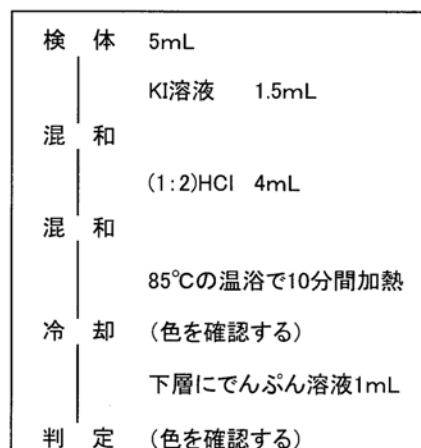 検 体 5mL
KI溶液 1.5mL
混 和
(1:2)HCl 4mL
混 和
85℃の温浴で10分間加熱
冷 却 (色を確認する)
下層にでんぷん溶液1mL
判 定 (色を確認する)